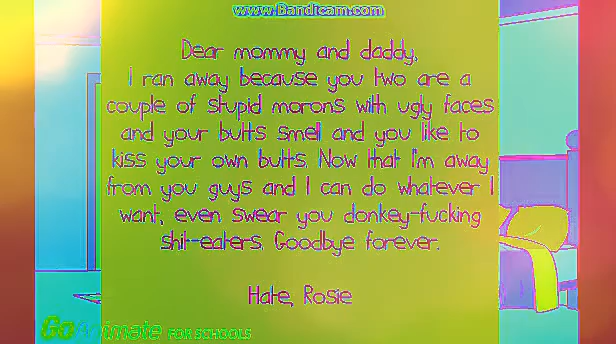 www.Bandicam.com
Dear mommy and daddy,
I ran away because you two are a
couple of stupid morons with ugly faces
and your butts smell and you like to
kiss your own butts. Now that I'm away
from you guys and I can do whatever I
want, even swear you donkey-fucking
shit-eaters. Goodbye forever.
Hate, Rosie
GoAnimate FOR SCHOOLS